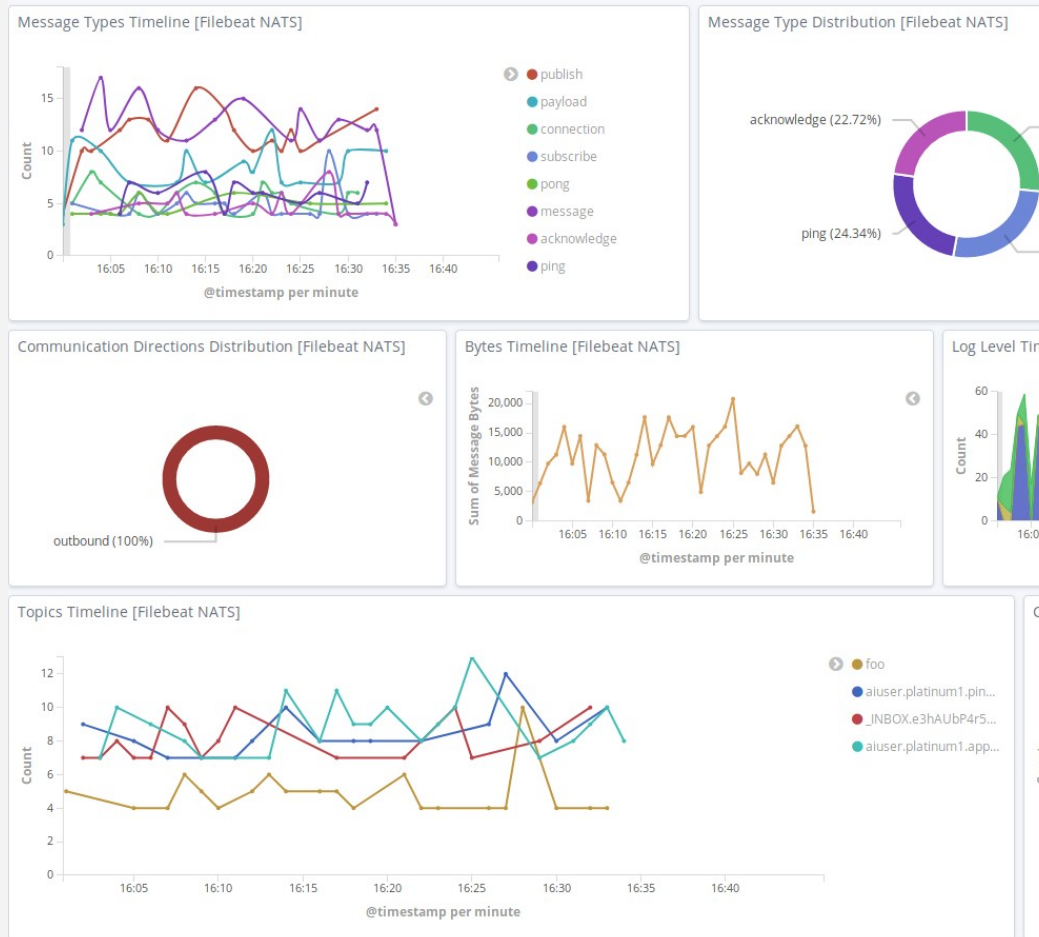 Message Types Timeline [Filebeat NATS]
Count
15
10
5
0
16:05 16:10 16:15 16:20 16:25 16:30 16:35 16:40
@timestamp per minute
publish
payload
connection
subscribe
pong
message
acknowledge
ping
Message Type Distribution [Filebeat NATS]
acknowledge (22.72%)
ping (24.34%)
Communication Directions Distribution [Filebeat NATS]
outbound (100%)
Bytes Timeline [Filebeat NATS]
Sum of Message Bytes
20,000
15,000
10,000
5,000
0
16:05 16:10 16:15 16:20 16:25 16:30 16:35 16:40
@timestamp per minute
Log Level Tin
Count
60
40
20
0
16:0
Topics Timeline [Filebeat NATS]
Count
12
10
8
6
4
2
0
16:05 16:10 16:15 16:20 16:25 16:30 16:35 16:40
@timestamp per minute
foo
aiuser.platinum1.pin...
_INBOX.e3hAUbP4r5...
aiuser.platinum1.app...